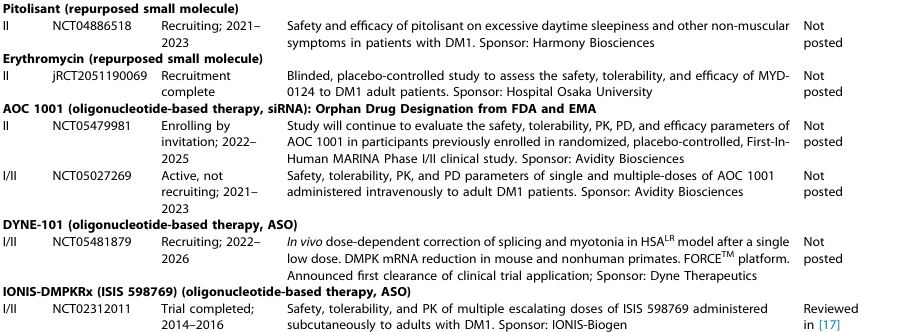 Pitolisant (repurposed small molecule)
II NCT04886518 Recruiting; 2021– Safety and efficacy of pitolisant on excessive daytime sleepiness and other non-muscular Not
2023 symptoms in patients with DM1. Sponsor: Harmony Biosciences posted
Erythromycin (repurposed small molecule)
II jRCT2051190069 Recruitment Blinded, placebo-controlled study to assess the safety, tolerability, and efficacy of MYD- Not
complete 0124 to DM1 adult patients. Sponsor: Hospital Osaka University posted
AOC 1001 (oligonucleotide-based therapy, siRNA): Orphan Drug Designation from FDA and EMA
II NCT05479981 Enrolling by Study will continue to evaluate the safety, tolerability, PK, PD, and efficacy parameters of Not
invitation; 2022– AOC 1001 in participants previously enrolled in randomized, placebo-controlled, First-In- posted
2025 Human MARINA Phase I/II clinical study. Sponsor: Avidity Biosciences
I/II NCT05027269 Active, not Safety, tolerability, PK, and PD parameters of single and multiple-doses of AOC 1001 Not
recruiting; 2021– administered intravenously to adult DM1 patients. Sponsor: Avidity Biosciences posted
2023
DYNE-101 (oligonucleotide-based therapy, ASO)
I/II NCT05481879 Recruiting; 2022– In vivo dose-dependent correction of splicing and myotonia in HSALR model after a single Not
2026 low dose. DMPK mRNA reduction in mouse and nonhuman primates. FORCE™ platform. posted
Announced first clearance of clinical trial application; Sponsor: Dyne Therapeutics
IONIS-DMPKRx (ISIS 598769) (oligonucleotide-based therapy, ASO)
I/II NCT02312011 Trial completed; Safety, tolerability, and PK of multiple escalating doses of ISIS 598769 administered Reviewed
2014–2016 subcutaneously to adults with DM1. Sponsor: IONIS-Biogen in [17]